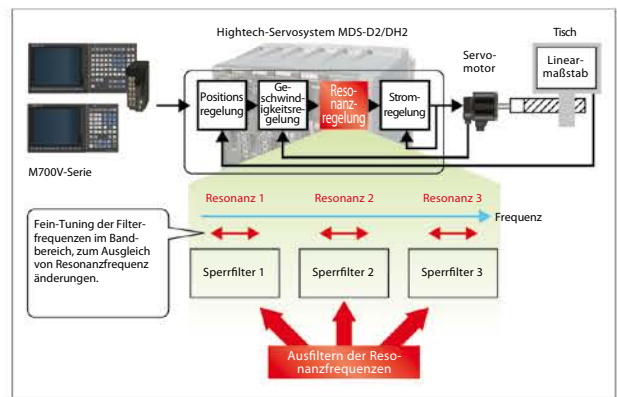 Hightech-Servosystem MDS-D2/DH2
Tisch
Servo-
motor
Linear-
maßstab
Positions
regelung
Ge-
schwind-
igkeitsre-
gelung
Reso-
nanz-
regelung
Strom-
regelung
M700V-Serie
Resonanz 1
Resonanz 2
Resonanz 3
Frequenz
Fein-Tuning der Filter-
frequenzen im Band-
bereich, zum Ausgleich
von Resonanzfrequenz
änderungen.
Sperrfilter 1
Sperrfilter 2
Sperrfilter 3
Ausfiltern der Reso-
nanzfrequenzen